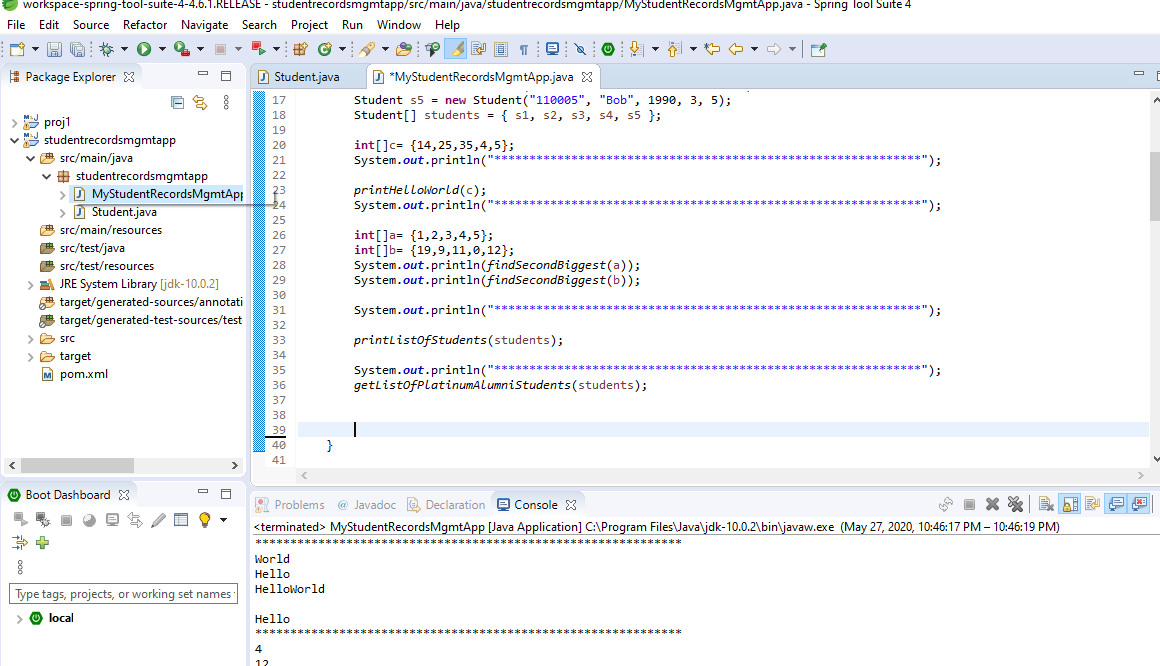 workspace-spring-tool-suite-4-4.6.1.RELEASE - studentrecordsmgmtapp/src/main/java/studentrecordsmgmtapp/MyStudentRecordsMgmtApp.java - Spring Tool Suite 4
File Edit Source Refactor Navigate Search Project Run Window Help
Package Explorer
proj1
studentrecordsmgmtapp
src/main/java
studentrecordsmgmtapp
MyStudentRecordsMgmtApp
Student.java
src/main/resources
src/test/java
src/test/resources
JRE System Library [jdk-10.0.2]
target/generated-sources/annotati
target/generated-test-sources/test
src
target
pom.xml
Student.java *MyStudentRecordsMgmtApp.java
17 Student s5 = new Student("110005", "Bob", 1990, 3, 5);
18 Student[] students = { s1, s2, s3, s4, s5 };
19
20 int[]c= {14,25,35,4,5};
21 System.out.println("*************************************************************");
22
23 printHelloWorld(c);
24 System.out.println("*************************************************************");
25
26 int[]a= {1,2,3,4,5};
27 int[]b= {19,9,11,0,12};
28 System.out.println(findSecondBiggest(a));
29 System.out.println(findSecondBiggest(b));
30
31 System.out.println("*************************************************************");
32
33 printListOfStudents(students);
34
35 System.out.println("*************************************************************");
36 getListOfPlatinumAlumniStudents(students);
37
38
39
40 }
41
Boot Dashboard
Type tags, projects, or working set names
local
Problems @ Javadoc Declaration Console
<terminated> MyStudentRecordsMgmtApp [Java Application] C:\Program Files\Java\jdk-10.0.2\bin\javaw.exe (May 27, 2020, 10:46:17 PM – 10:46:19 PM)
*************************************************************
World
Hello
HelloWorld
Hello
*************************************************************
4
12